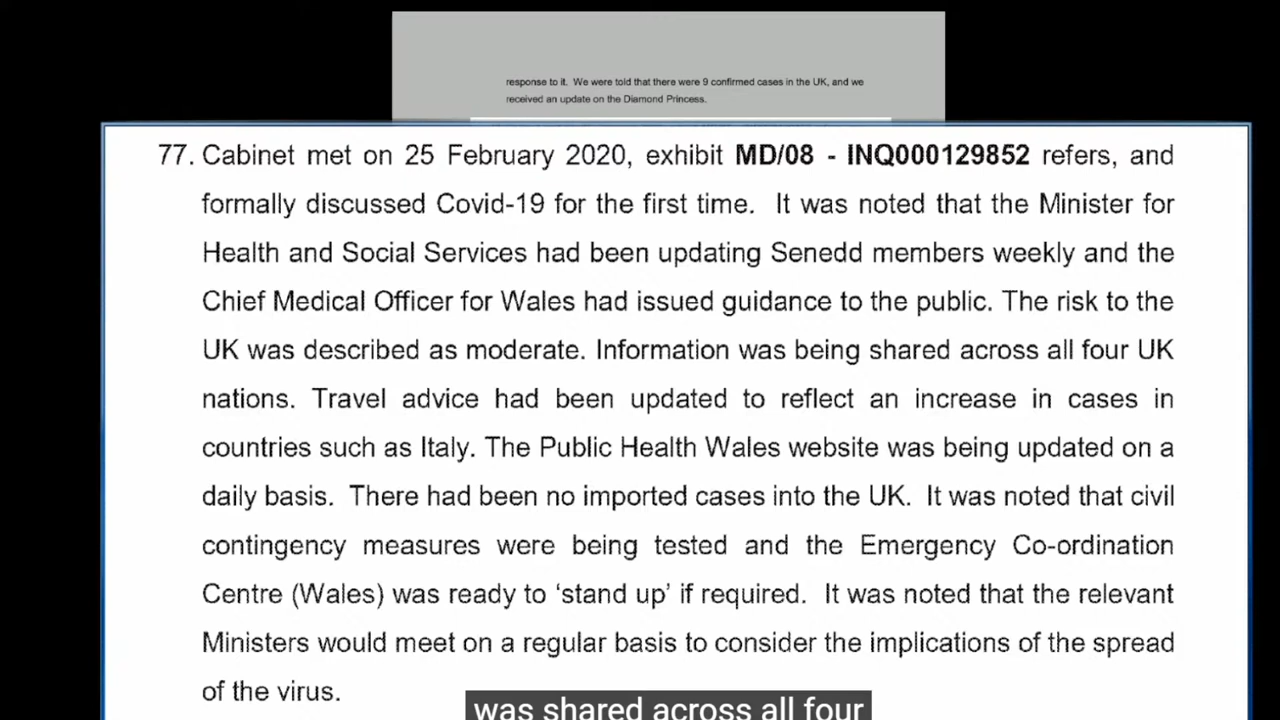 response to it. We were told that there were 9 confirmed cases in the UK, and we
received an update on the Diamond Princess.
77. Cabinet met on 25 February 2020, exhibit MD/08 - INQ000129852 refers, and
formally discussed Covid-19 for the first time. It was noted that the Minister for
Health and Social Services had been updating Senedd members weekly and the
Chief Medical Officer for Wales had issued guidance to the public. The risk to the
UK was described as moderate. Information was being shared across all four UK
nations. Travel advice had been updated to reflect an increase in cases in
countries such as Italy. The Public Health Wales website was being updated on a
daily basis. There had been no imported cases into the UK. It was noted that civil
contingency measures were being tested and the Emergency Co-ordination
Centre (Wales) was ready to ‘stand up’ if required. It was noted that the relevant
Ministers would meet on a regular basis to consider the implications of the spread
of the virus.
was shared across all four